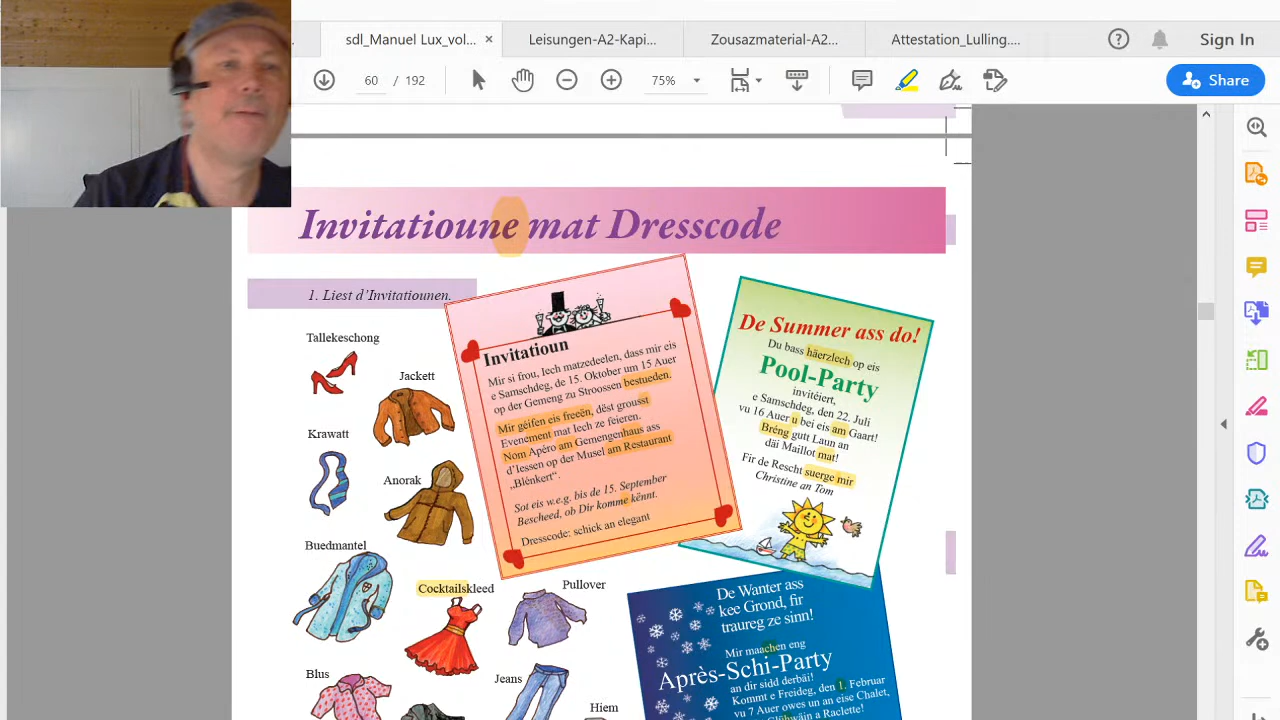 sdl_Manuel Lux_vol...
Leisungen-A2-Kapi...
Zousazmaterial-A2...
Attestation_Lulling....
Sign In
60 / 192
75%
Share
Invitatioune mat Dresscode
1. Liest d'Invitatiounen.
Tallekeschong
Jackett
Krawatt
Anorak
Buedmantel
Cocktailskleed
Pullover
Blus
Jeans
Hiem
Invitatioun
Mir si frou, Iech matzedeelen, dass mir eis
e Samschdeg, de 15. Oktober um 15 Auer
op der Gemeng zu Stroossen bestueden.
Mir géifen eis freeën, dëst grousst
Evenement mat Iech ze feieren.
Nom Apéro am Gemengenhaus ass
d'Iessen op der Musel am Restaurant
„Blénkert“.
Sot eis w.e.g. bis de 15. September
Bescheed, ob Dir komme kënnt.
Dresscode: schick an elegant
De Summer ass do!
Du bass häerzlech op eis
Pool-Party
invitéiert,
e Samschdeg, den 22. Juli
vu 16 Auer u bei eis am Gaart!
Bréng gutt Laun an
däi Maillot mat!
Fir de Rescht suerge mir
Christine an Tom
De Wanter ass
kee Grond, fir
traureg ze sinn!
Mir maachen eng
Après-Schi-Party
an dir sidd derbäi!
Kommt e Freideg, den 1. Februar
vu 7 Auer owes un an eise Chalet,
Glühwäin a Raclette!